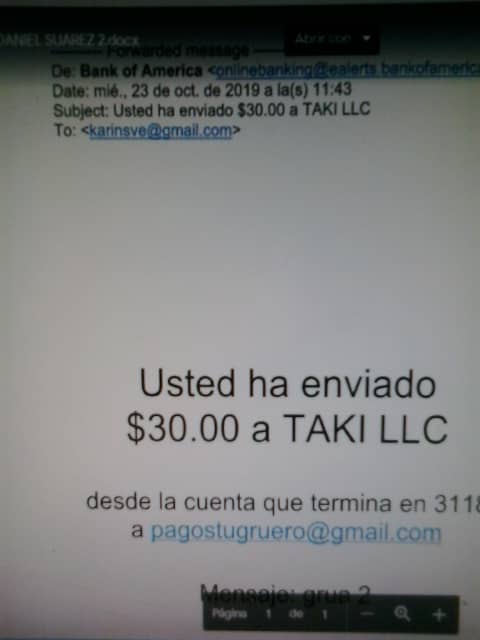 DANIEL SUAREZ 2.docx
Abrir con
Forwarded message
De: Bank of America <onlinebanking@ealerts.bankofamerica
Date: mié., 23 de oct. de 2019 a la(s) 11:43
Subject: Usted ha enviado $30.00 a TAKI LLC
To: <karinsve@gmail.com>
Usted ha enviado
$30.00 a TAKI LLC
desde la cuenta que termina en 3118
a pagostugruero@gmail.com
Mensaje: grua 2
Página 1 de 1